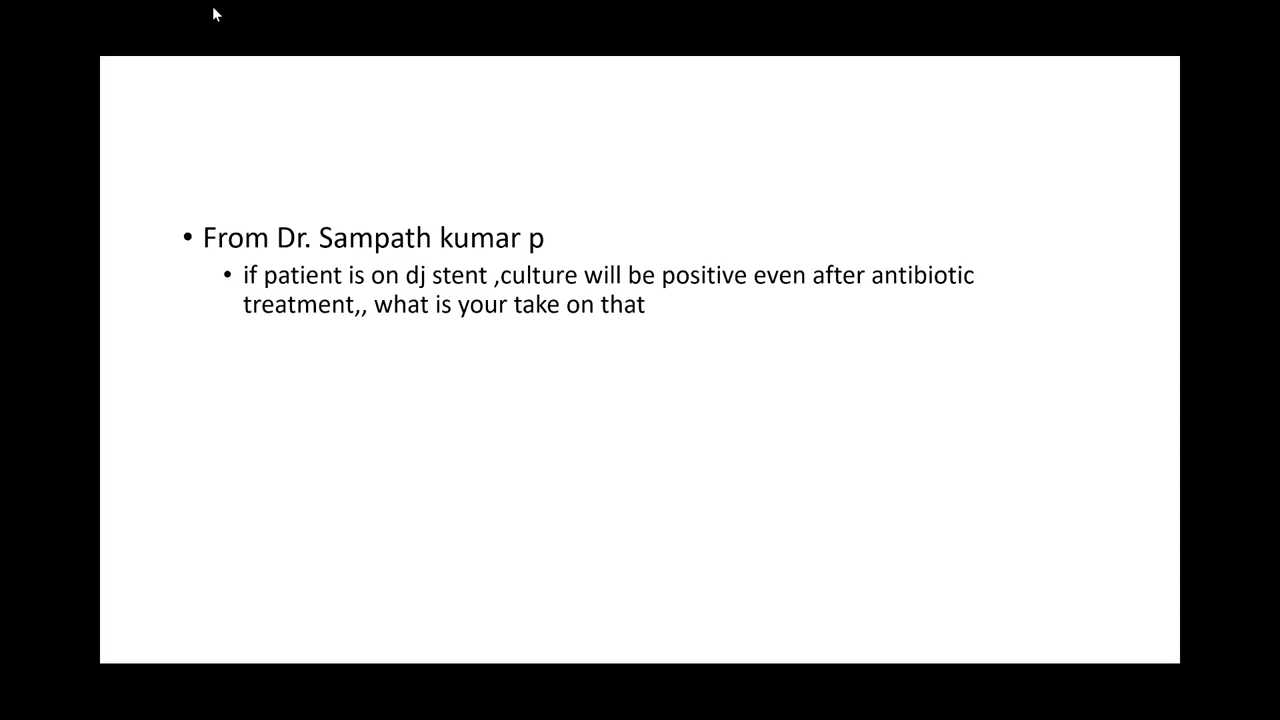 • From Dr. Sampath kumar p
• if patient is on dj stent ,culture will be positive even after antibiotic
treatment,, what is your take on that